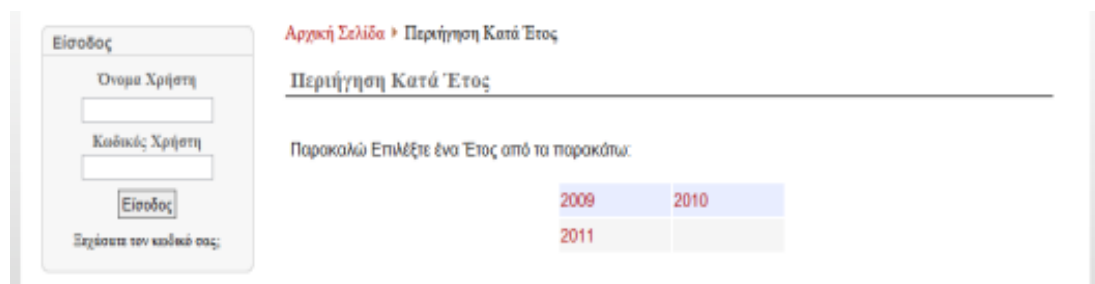 Είσοδος
Όνομα Χρήστη
Κωδικός Χρήστη
Είσοδος
Ξεχάσατε τον κωδικό σας;
Αρχική Σελίδα Περιήγηση Κατά Έτος
Περιήγηση Κατά Έτος
Παρακαλώ Επιλέξτε ένα Έτος από τα παρακάτω:
2009 2010
2011